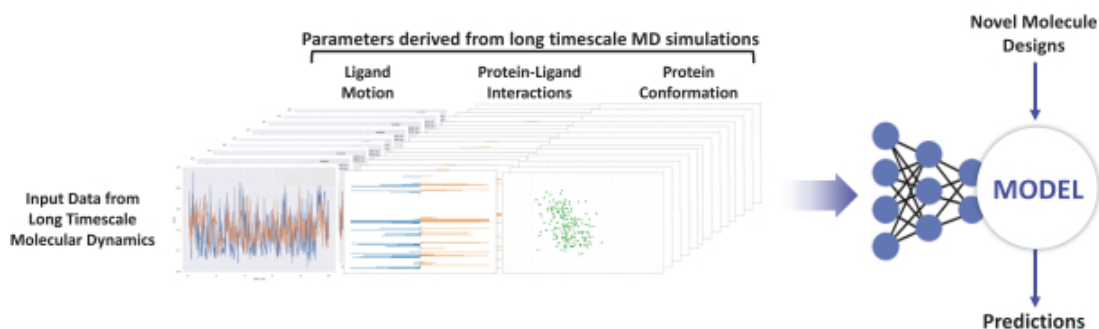 Parameters derived from long timescale MD simulations
Ligand
Motion
Protein-Ligand
Interactions
Protein
Conformation
Input Data from
Long Timescale
Molecular Dynamics
Novel Molecule
Designs
MODEL
Predictions